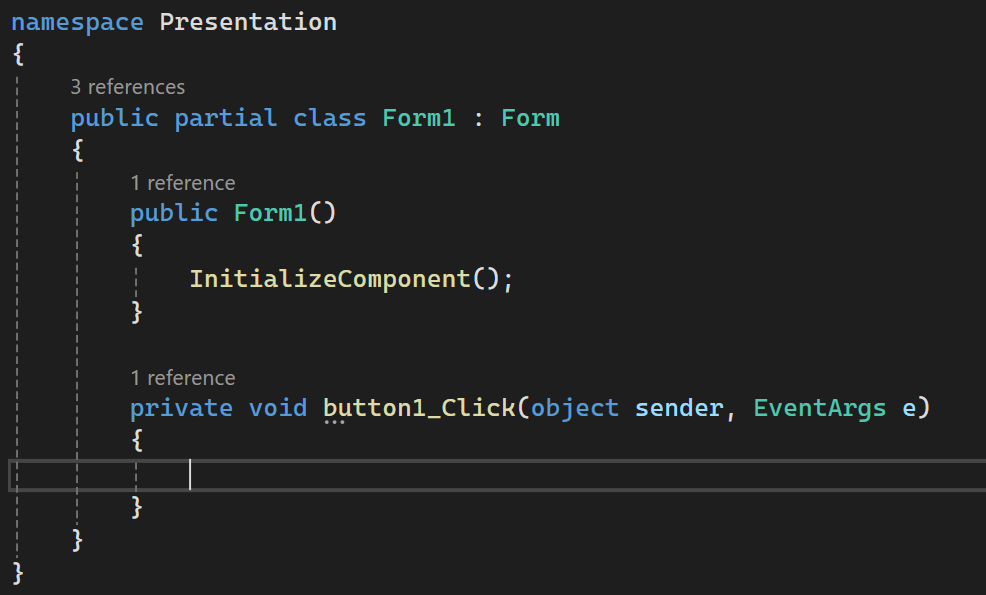 namespace Presentation
{
3 references
public partial class Form1 : Form
{
1 reference
public Form1()
{
InitializeComponent();
}
1 reference
private void button1_Click(object sender, EventArgs e)
{
}
}
}